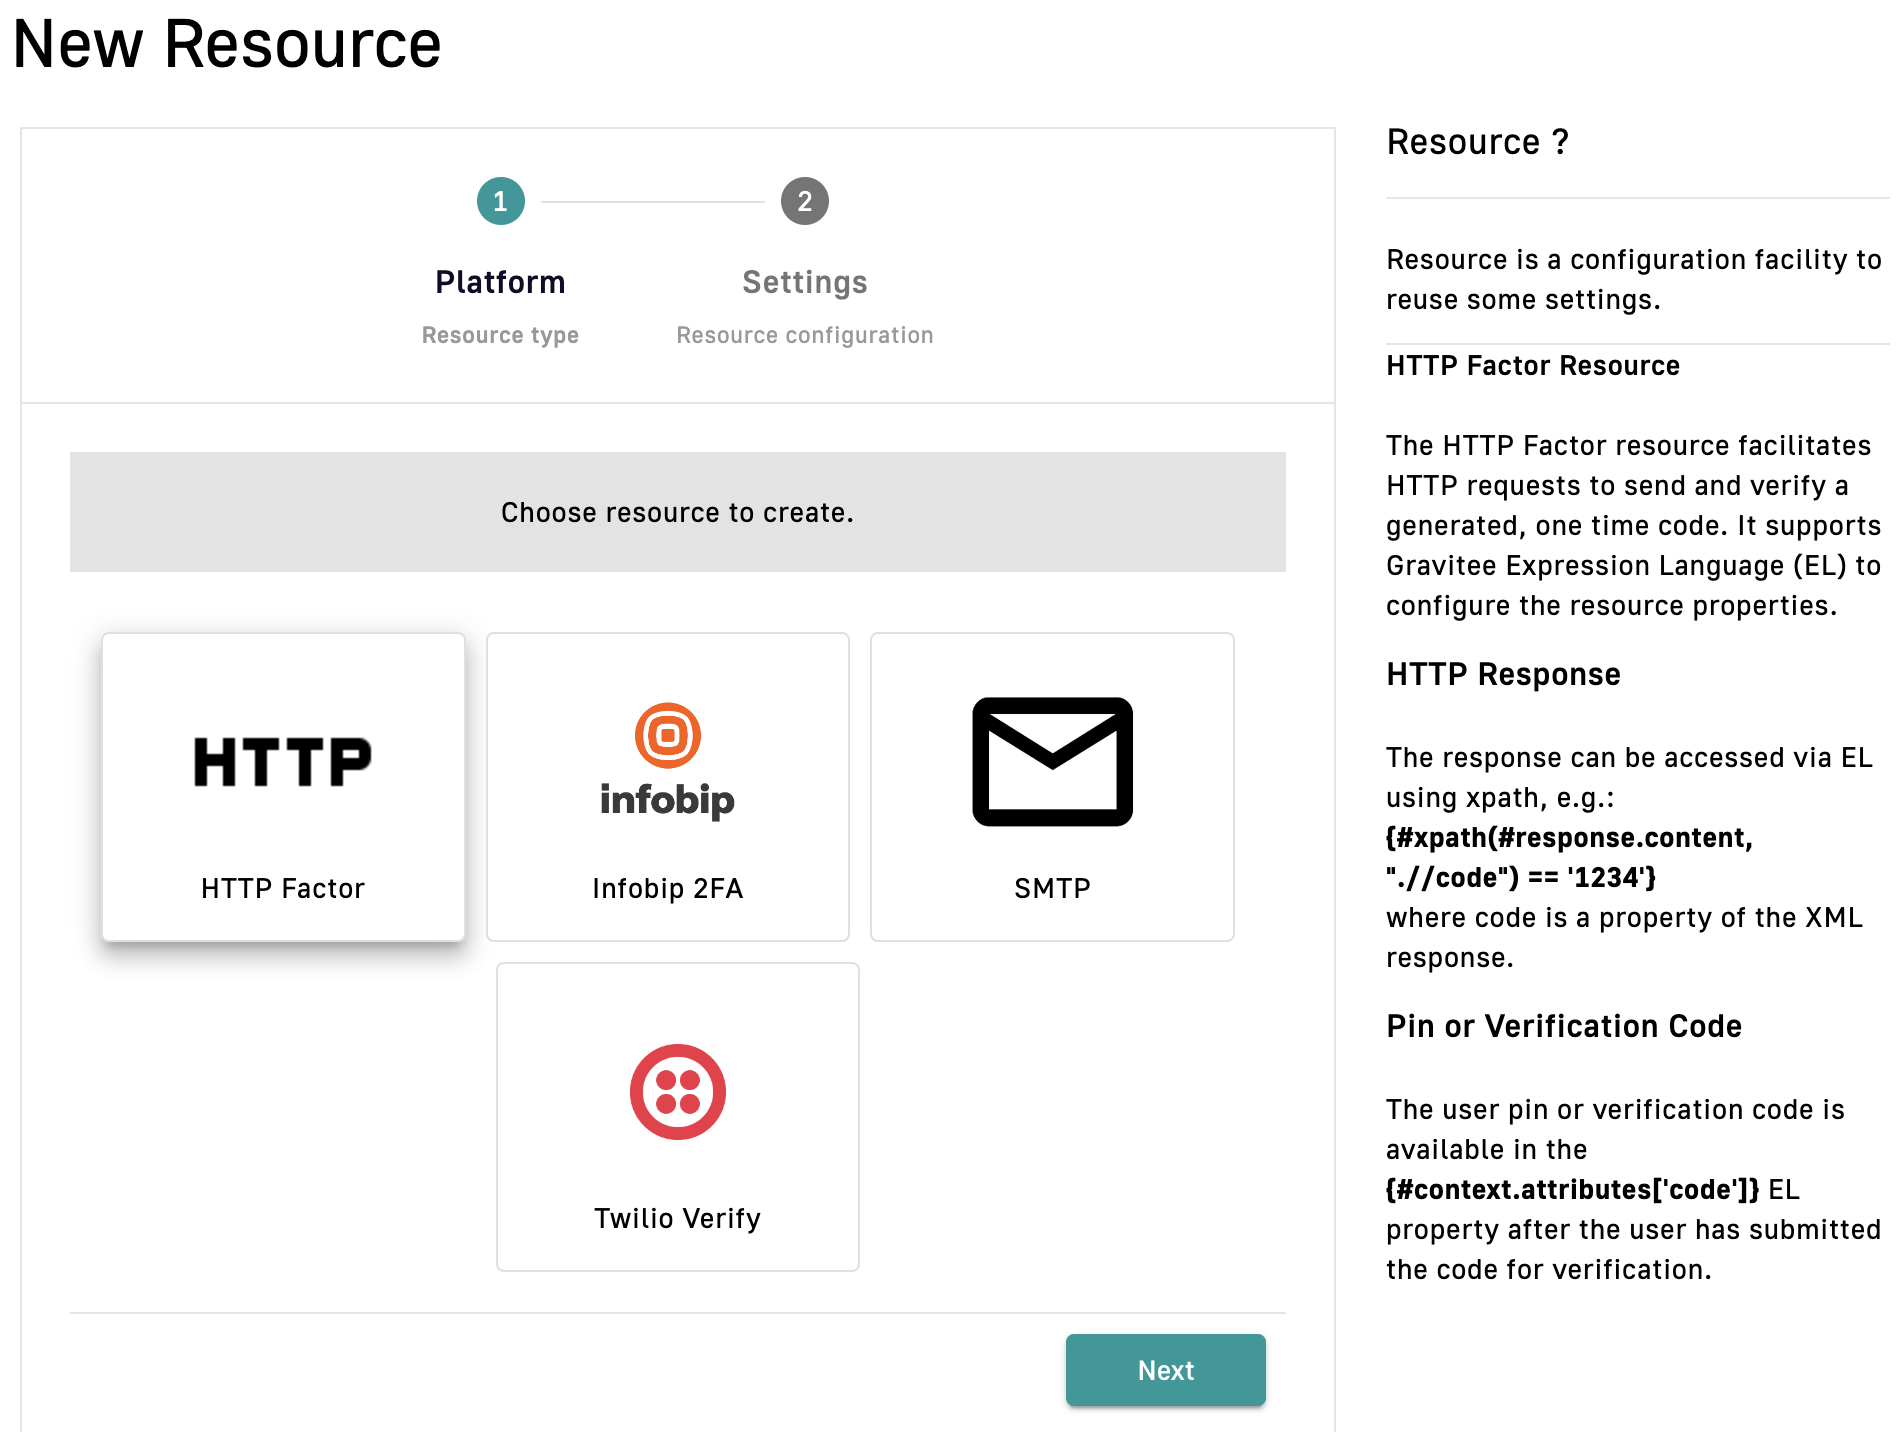 New Resource
1
2
Platform
Settings
Resource type
Resource configuration
Choose resource to create.
HTTP
HTTP Factor
infobip
Infobip 2FA
SMTP
Twilio Verify
Next
Resource ?
Resource is a configuration facility to
reuse some settings.
HTTP Factor Resource
The HTTP Factor resource facilitates
HTTP requests to send and verify a
generated, one time code. It supports
Gravitee Expression Language (EL) to
configure the resource properties.
HTTP Response
The response can be accessed via EL
using xpath, e.g.:
{#xpath(#response.content,
".//code") == '1234'}
where code is a property of the XML
response.
Pin or Verification Code
The user pin or verification code is
available in the
{#context.attributes['code']} EL
property after the user has submitted
the code for verification.